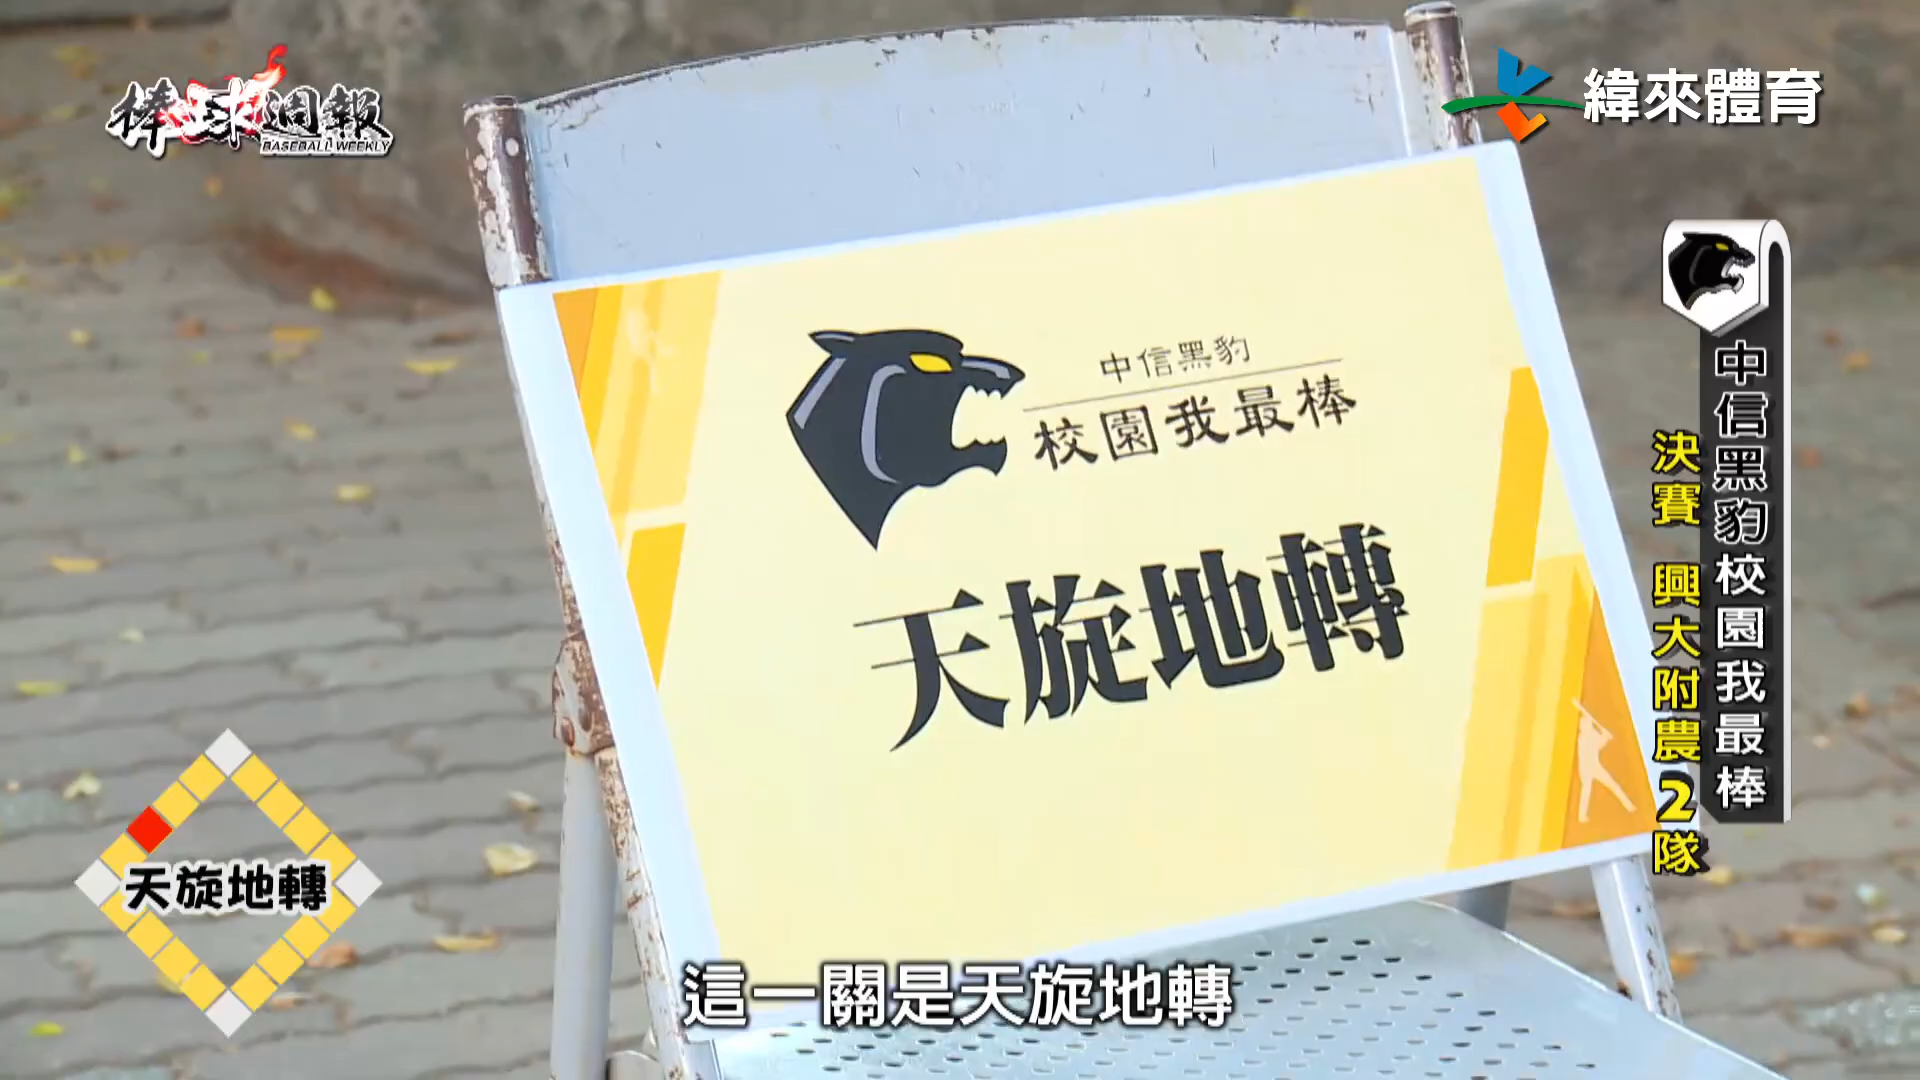 棒球週報
BASEBALL WEEKLY
緯來體育
中信黑豹
校園我最棒
天旋地轉
中信黑豹校園我最棒
決賽 興大附農2隊
天旋地轉
這一關是天旋地轉